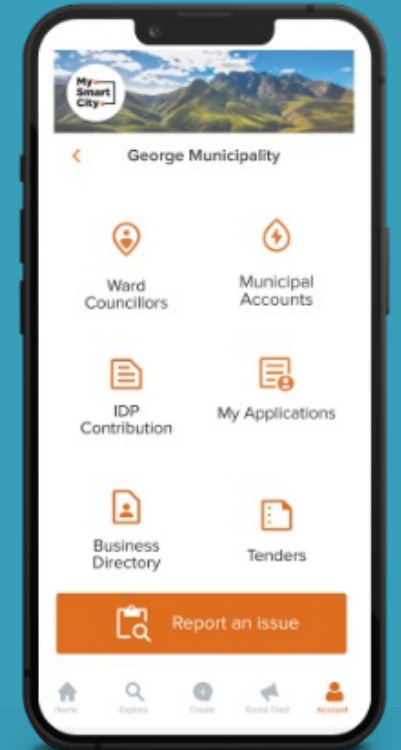 My
Smart
City
George Municipality
Ward
Councillors
Municipal
Accounts
IDP
Contribution
My Applications
Business
Directory
Tenders
Report an issue
Home
Explore
Create
Social Feed
Account